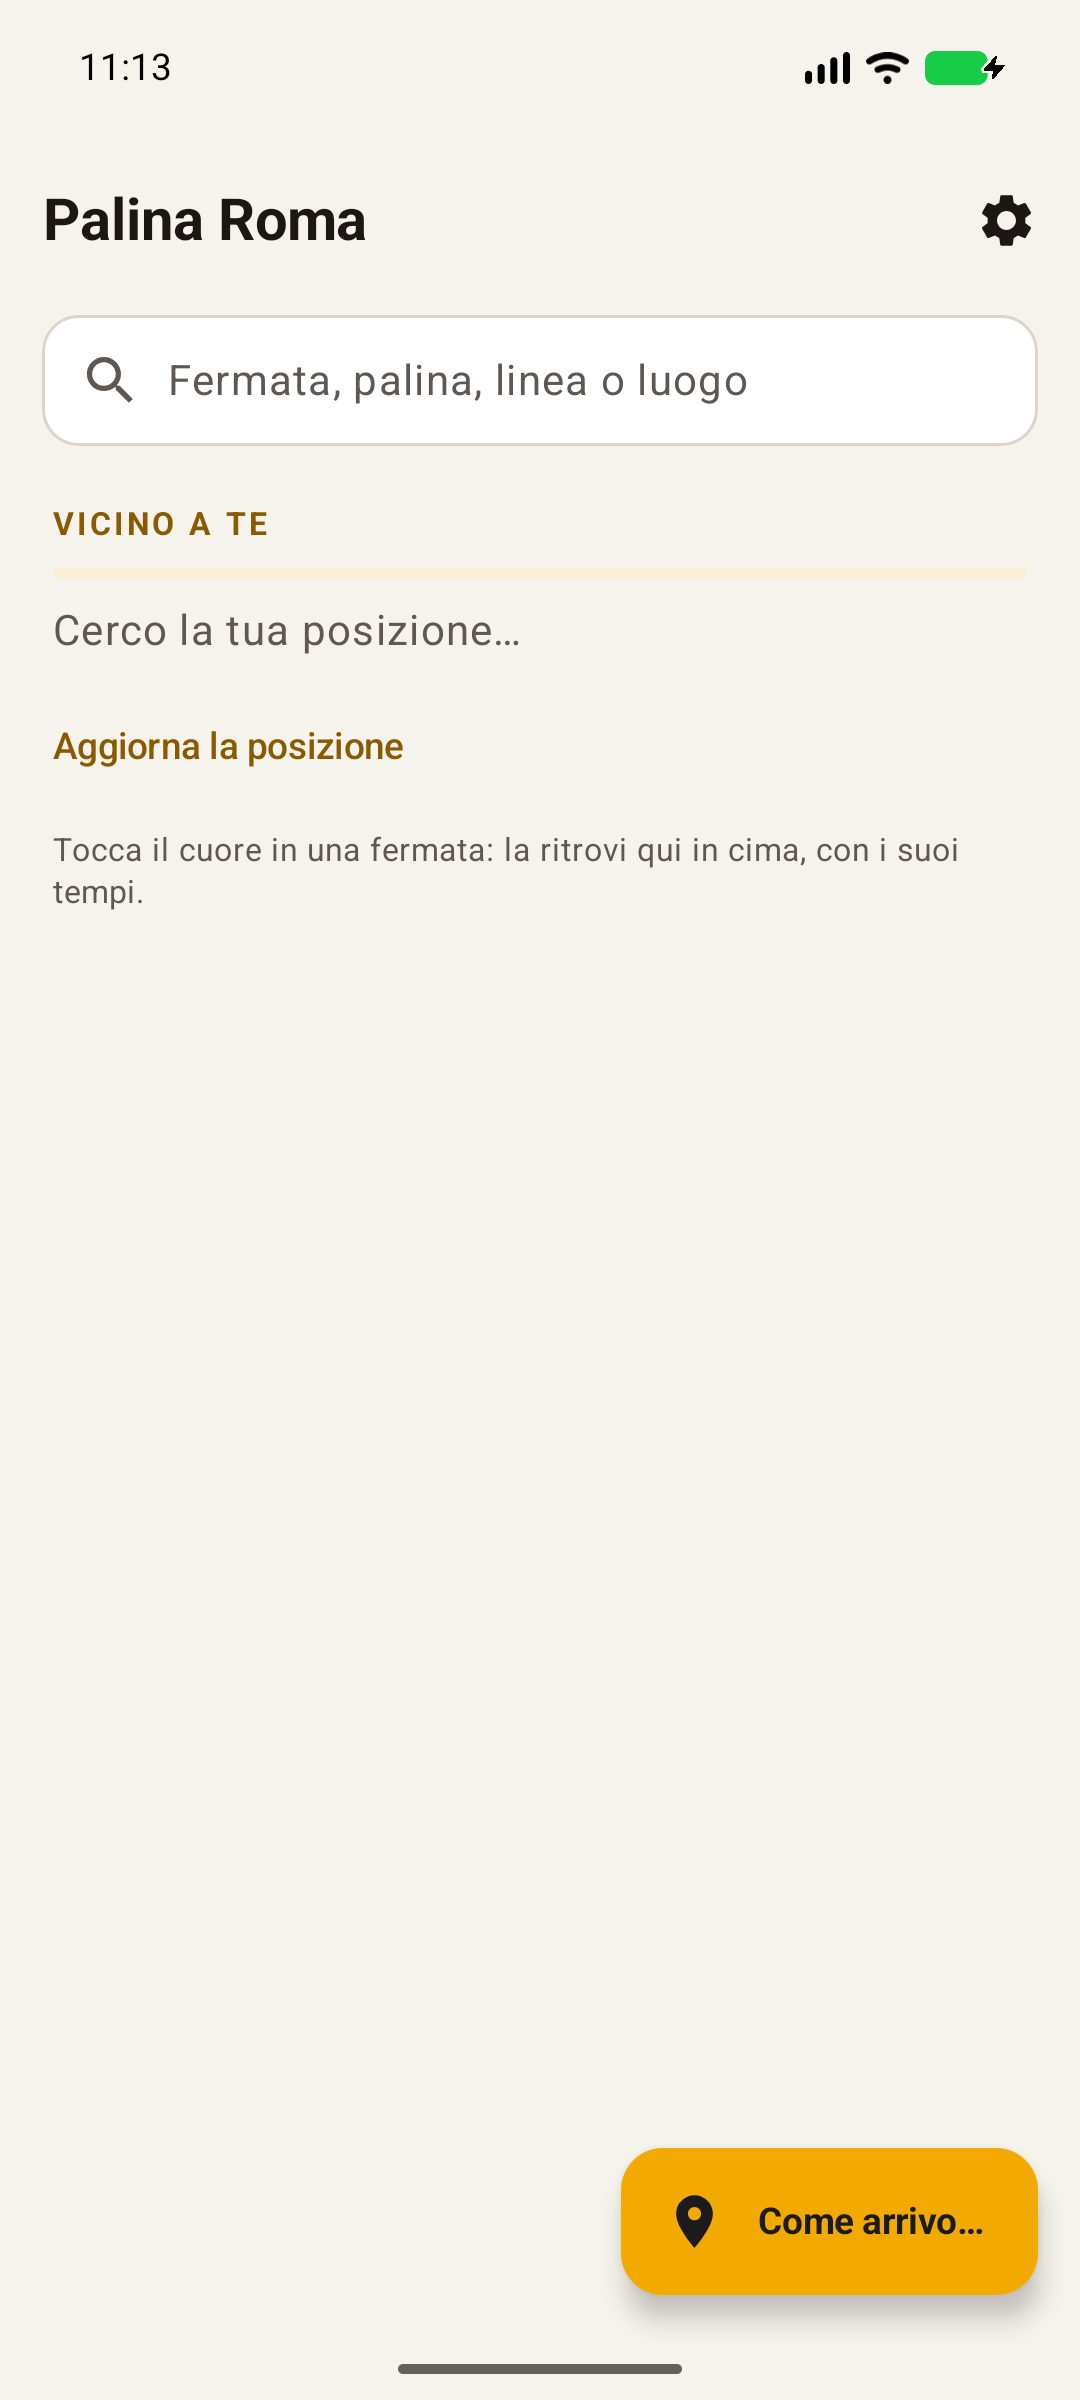 11:13
Palina Roma
Fermata, palina, linea o luogo
VICINO A TE
Cerco la tua posizione…
Aggiorna la posizione
Tocca il cuore in una fermata: la ritrovi qui in cima, con i suoi
tempi.
Come arrivo…